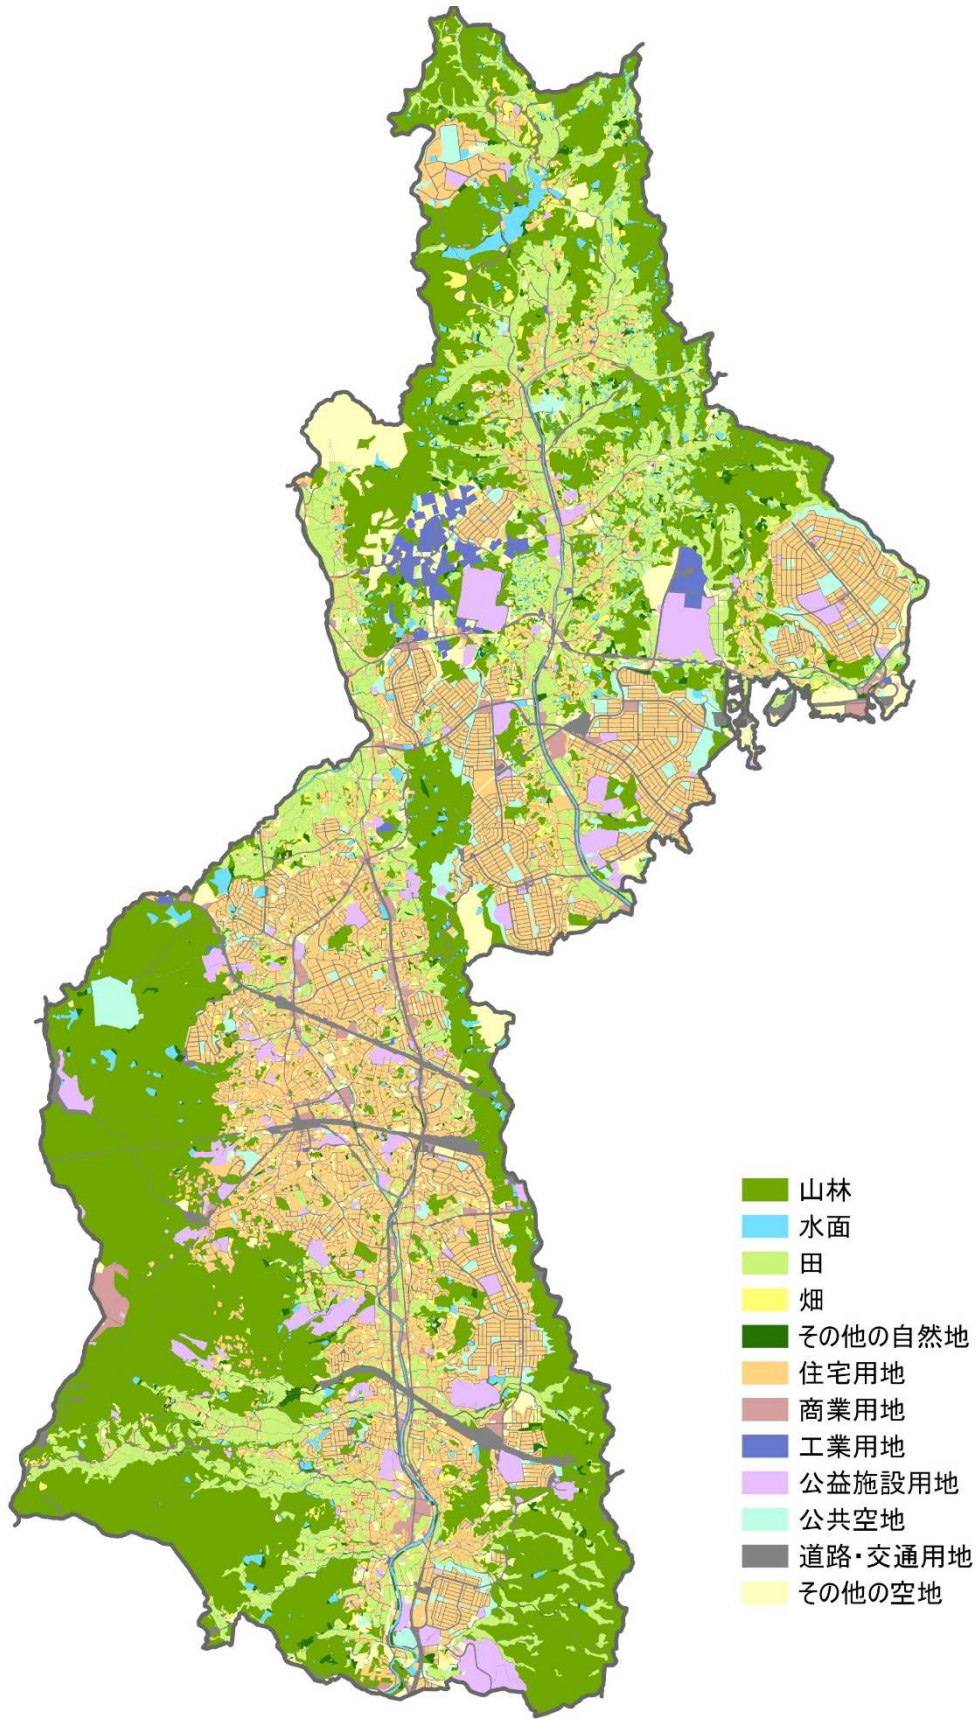 山林
水面
田
畑
その他の自然地
住宅用地
商業用地
工業用地
公益施設用地
公共空地
道路・交通用地
その他の空地